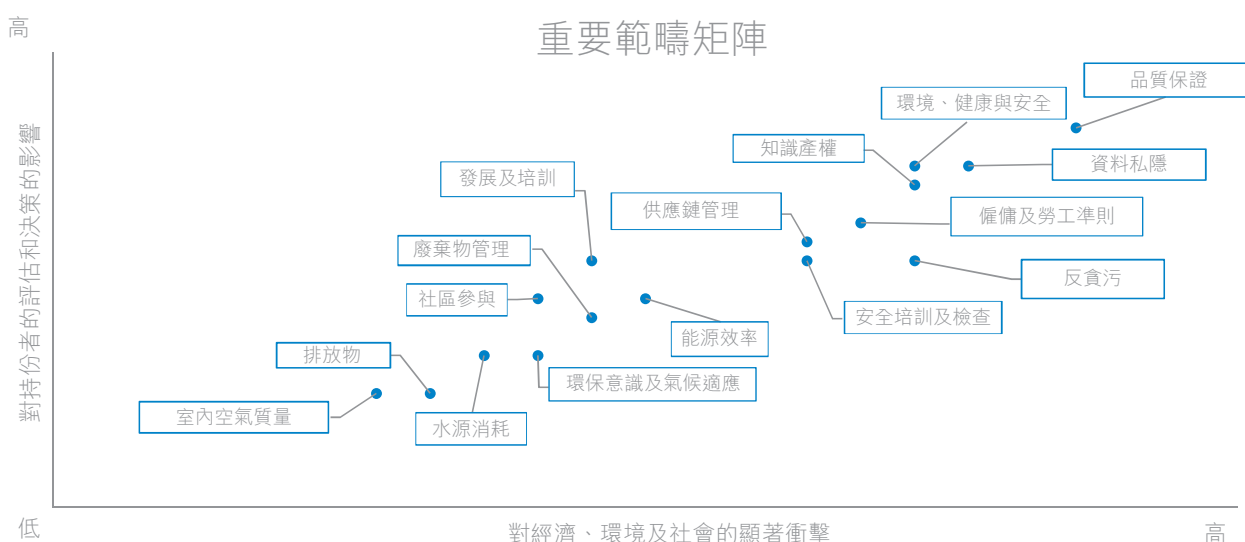 高
重要範疇矩陣
品質保證
環境、健康與安全
知識產權
資料私隱
發展及培訓
供應鏈管理
僱傭及勞工準則
廢棄物管理
反貪污
社區參與
安全培訓及檢查
能源效率
排放物
環保意識及氣候適應
室內空氣質量
水源消耗
對持份者的評估和決策的影響
低
對經濟、環境及社會的顯著衝擊
高